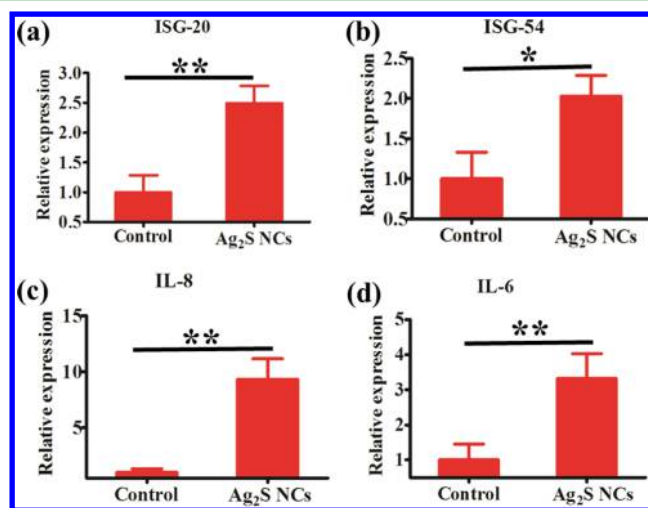 (a)
ISG-20
**
Relative expression
3.0
2.5
2.0
1.5
1.0
0.5
Control
Ag₂S NCs
(b)
ISG-54
*
Relative expression
2.5
2.0
1.5
1.0
0.5
Control
Ag₂S NCs
(c)
IL-8
**
Relative expression
15
10
5
Control
Ag₂S NCs
(d)
IL-6
**
Relative expression
5
4
3
2
1
Control
Ag₂S NCs